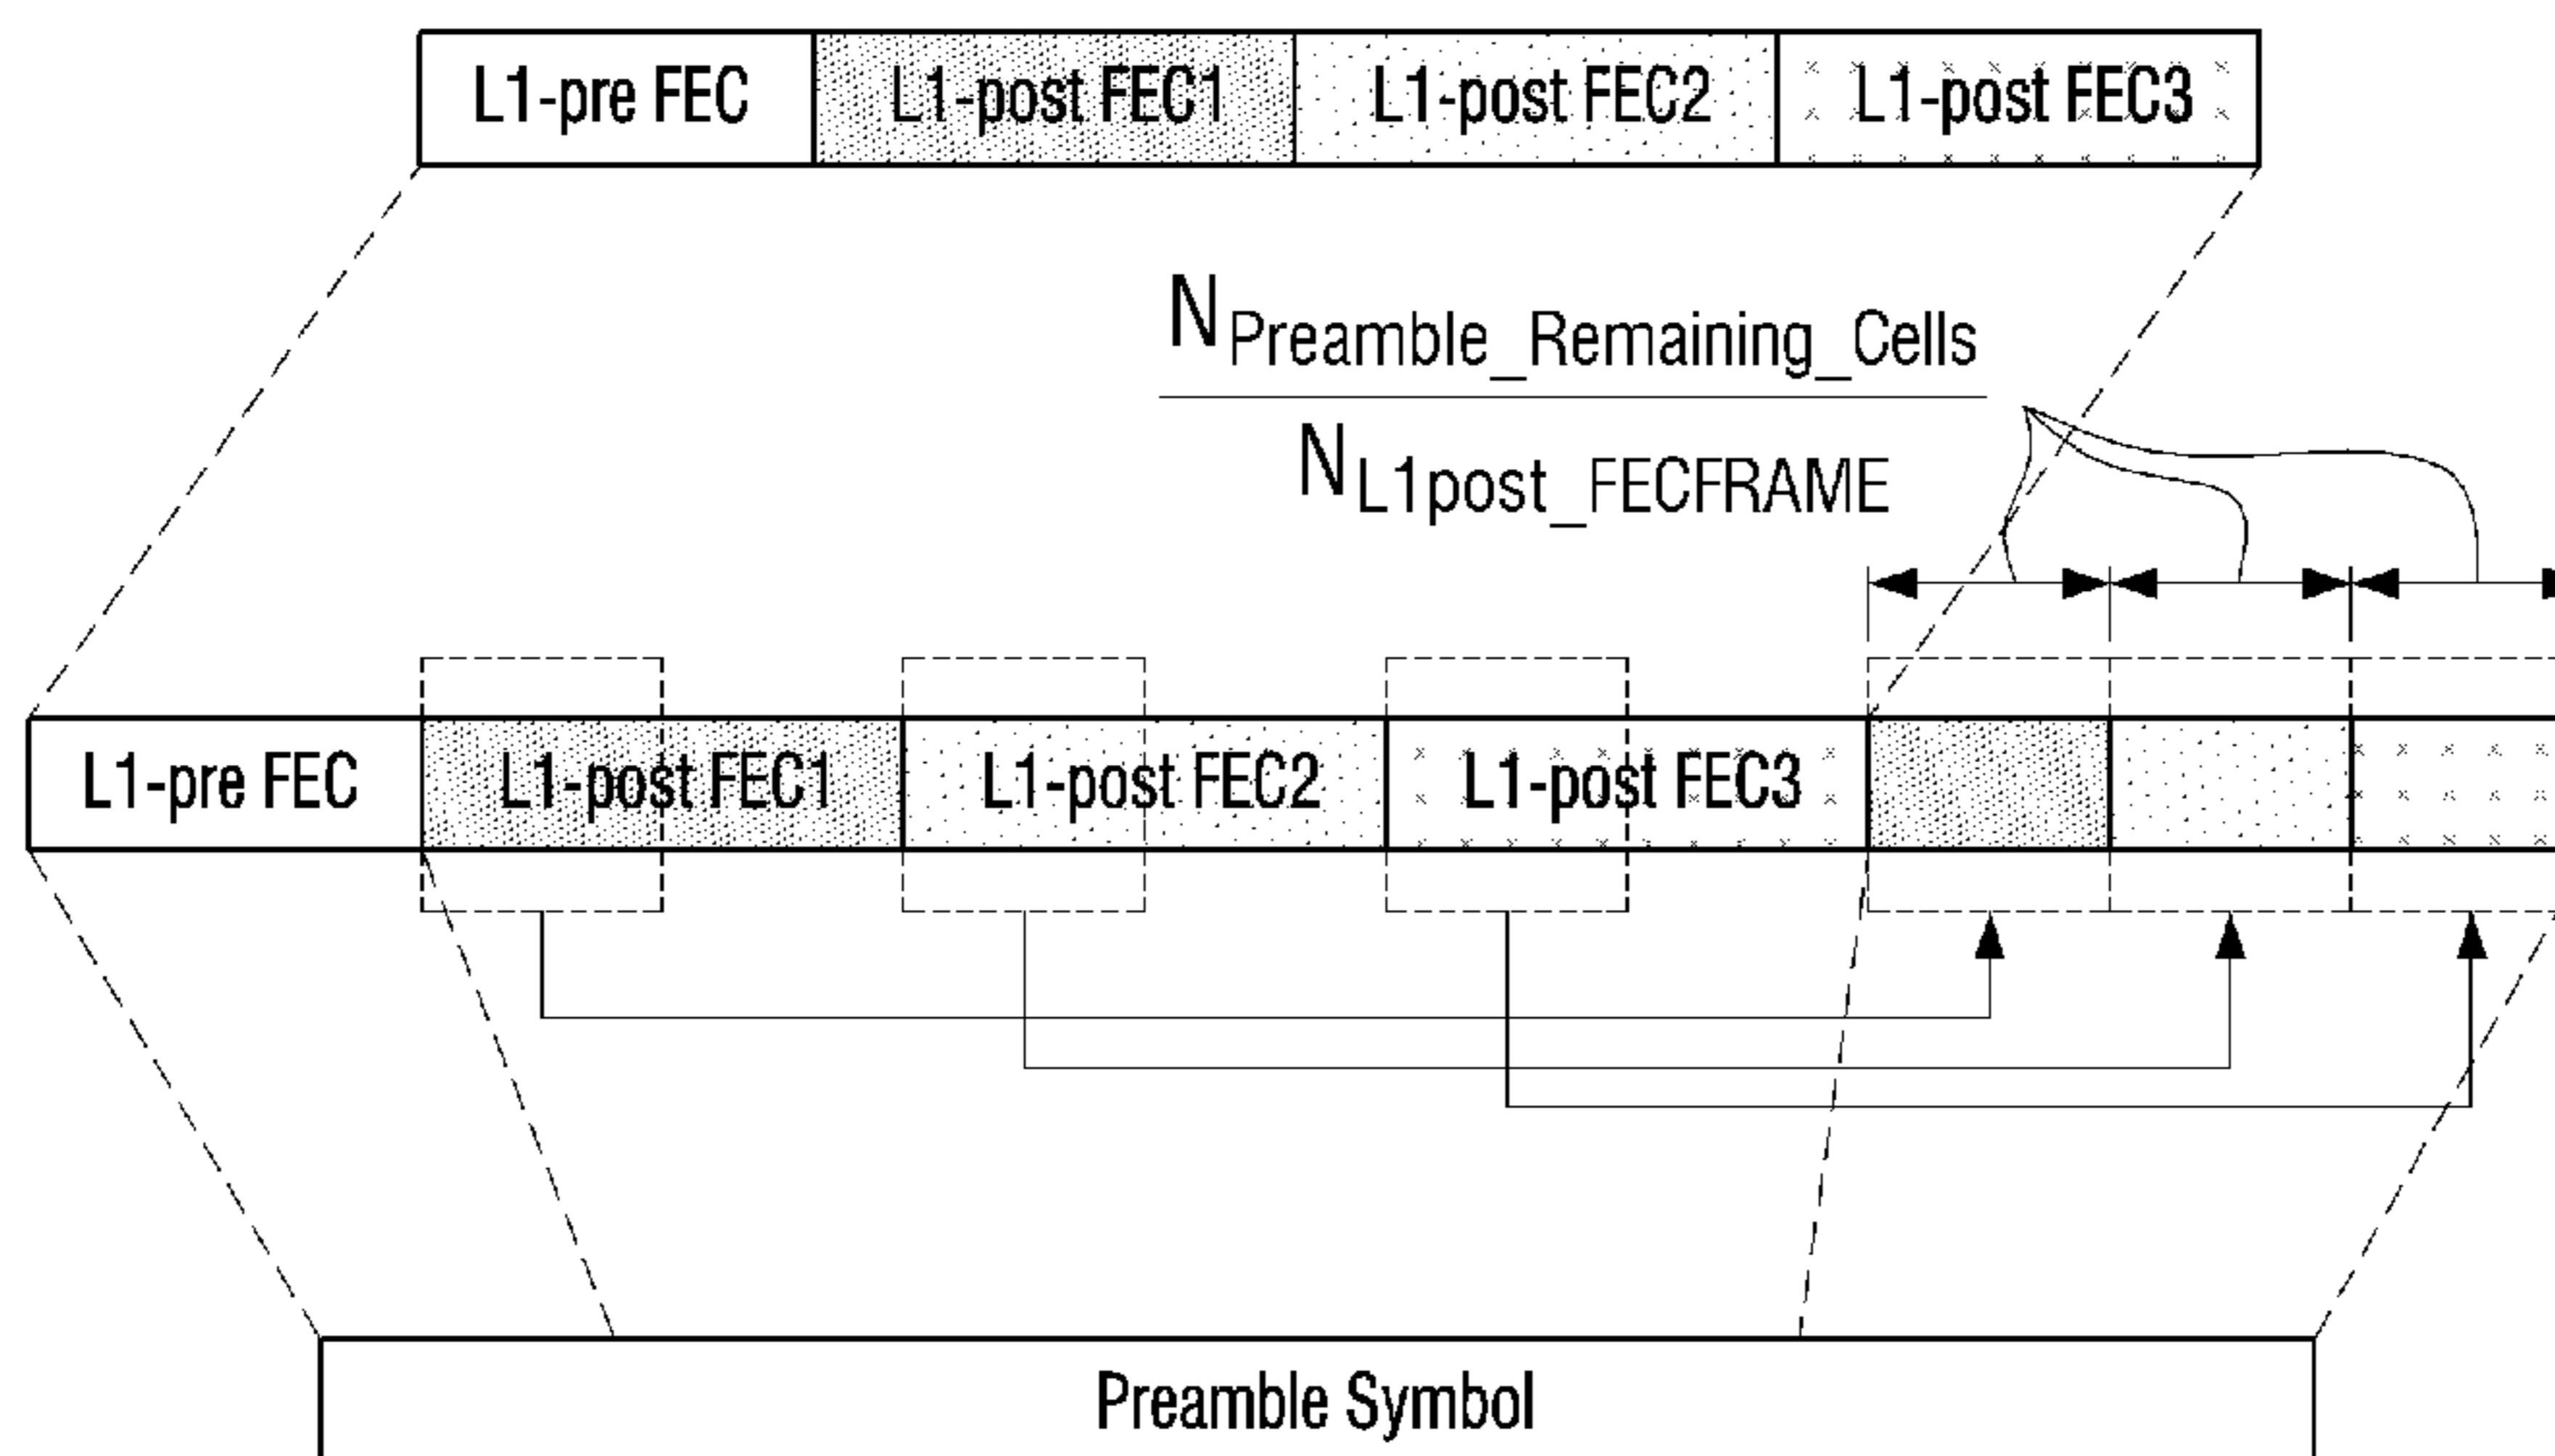 L1-pre FEC L1-post FEC1 L1-post FEC2 L1-post FEC3
NPreamble_Remaining_Cells
NL1post_FECFRAME
L1-pre FEC L1-post FEC1 L1-post FEC2 L1-post FEC3
Preamble Symbol